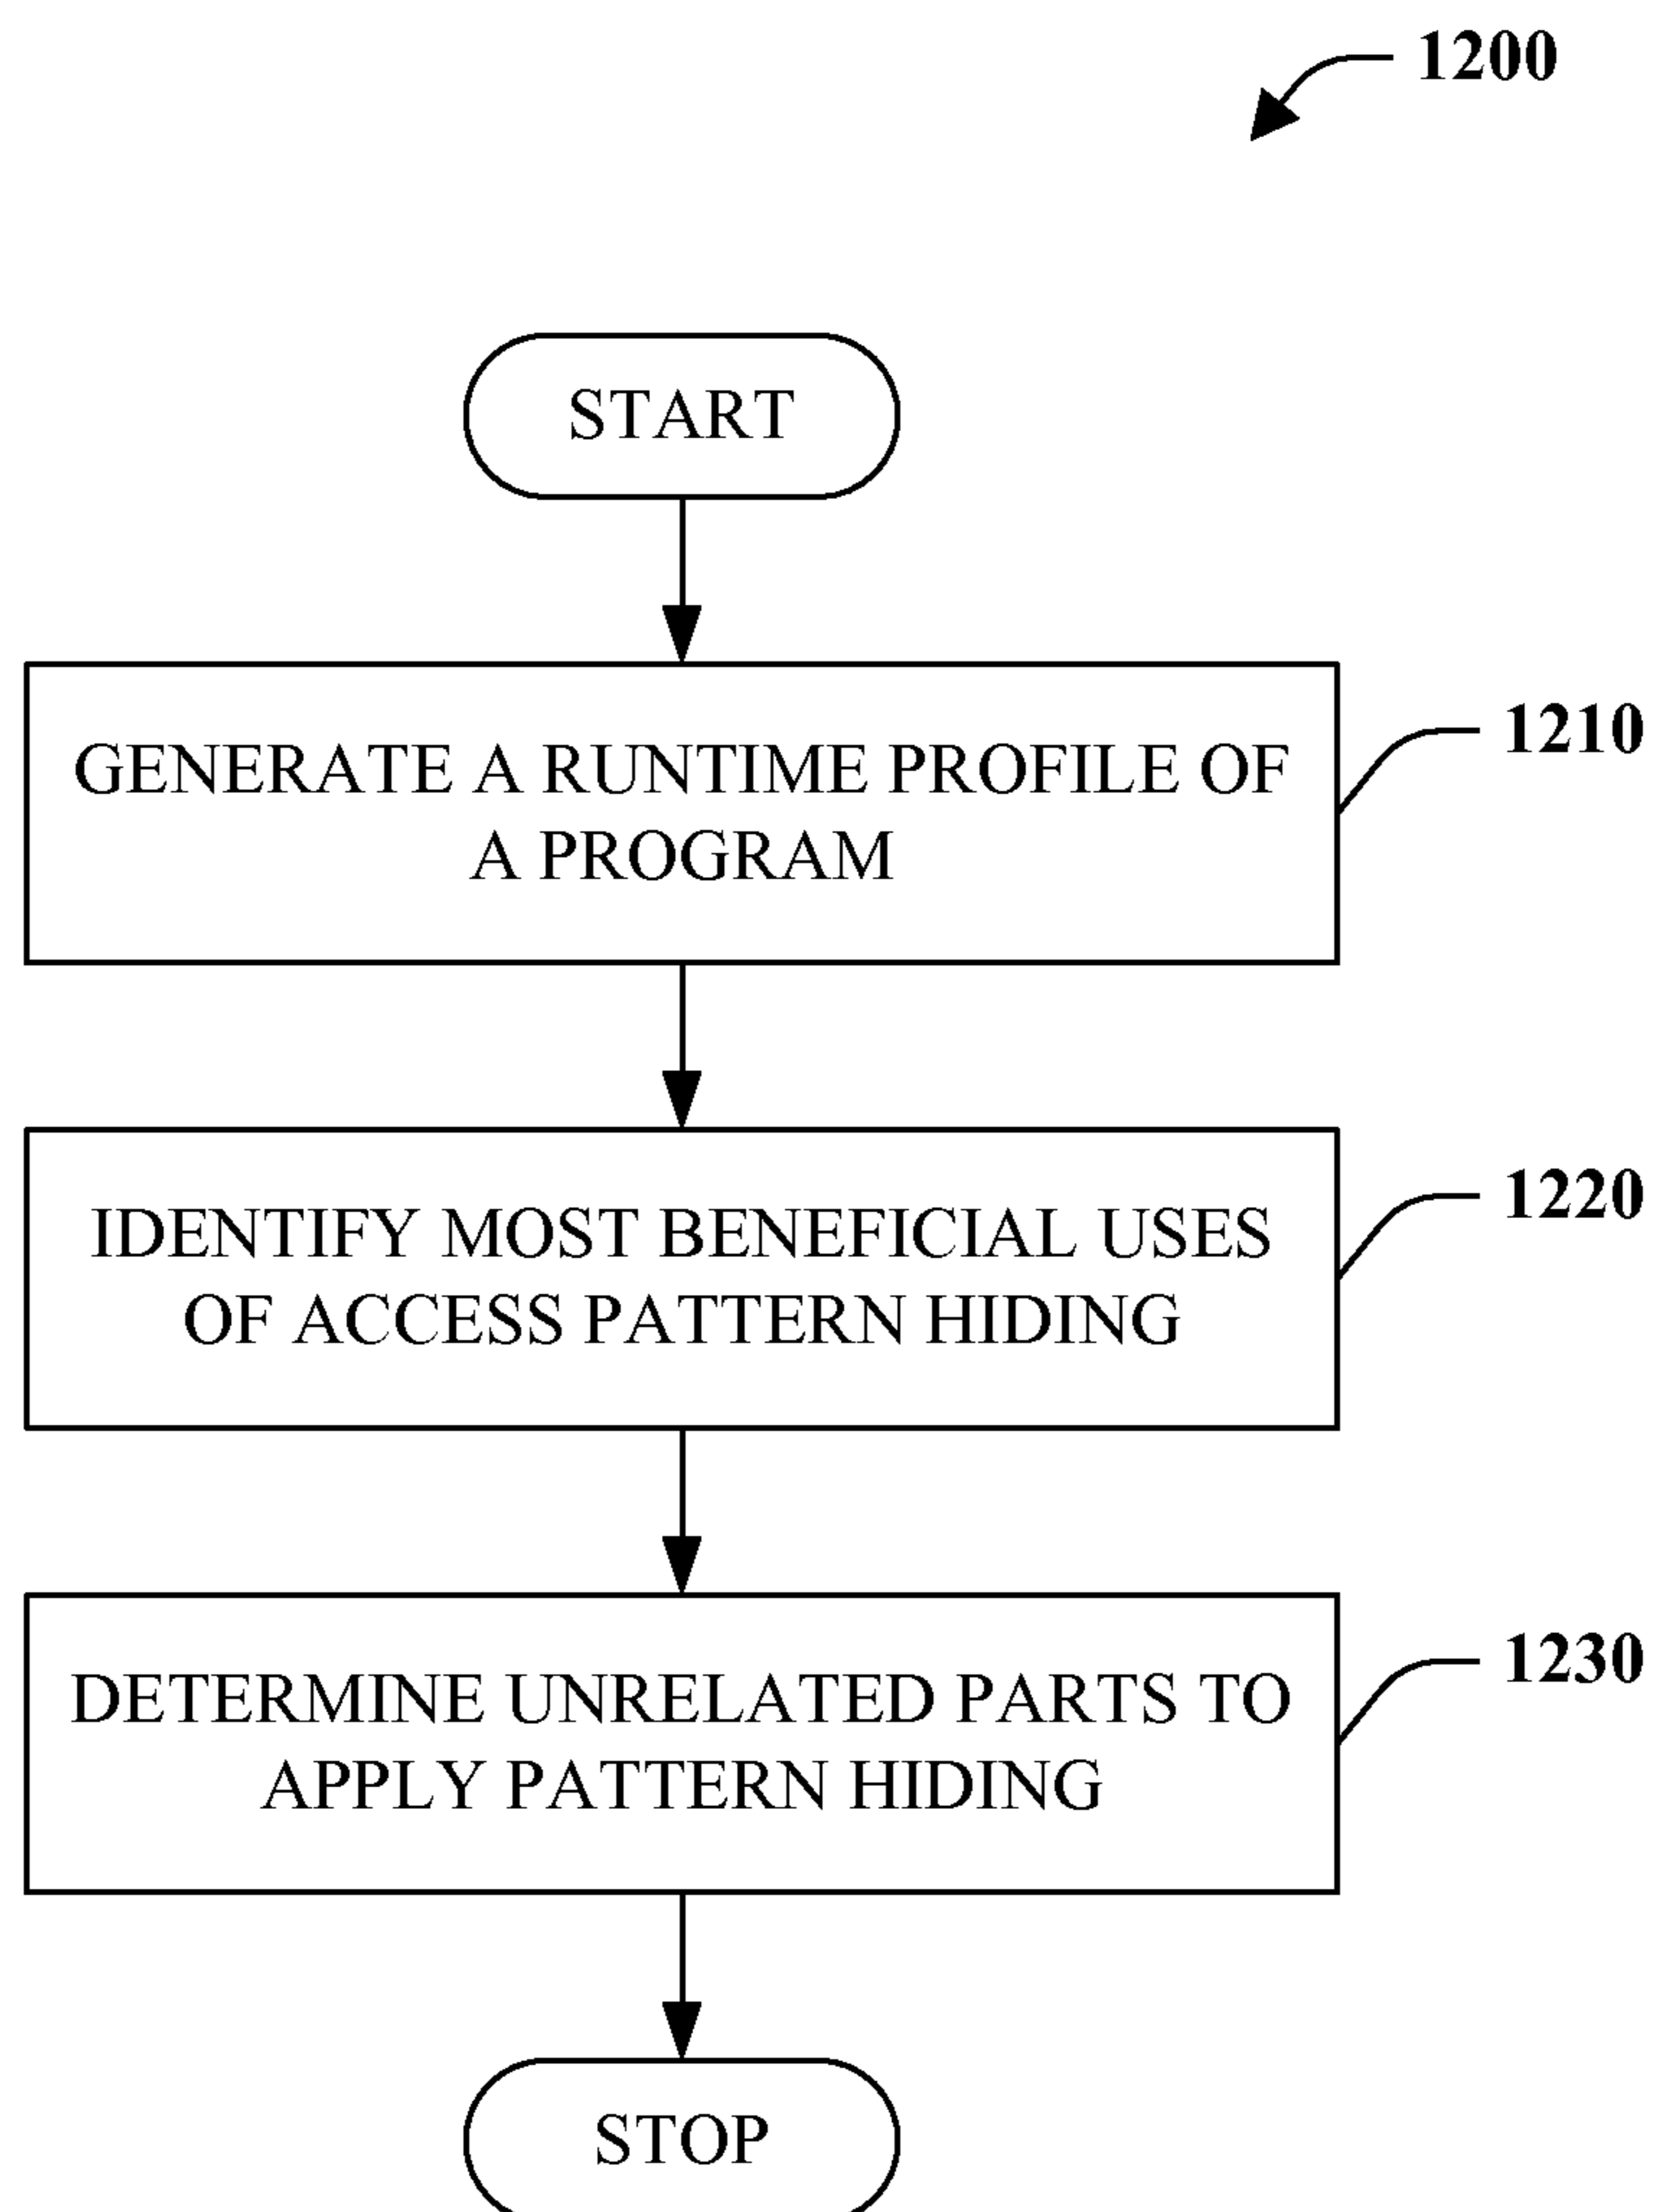 1200
START
GENERATE A RUNTIME PROFILE OF
A PROGRAM
1210
IDENTIFY MOST BENEFICIAL USES
OF ACCESS PATTERN HIDING
1220
DETERMINE UNRELATED PARTS TO
APPLY PATTERN HIDING
1230
STOP